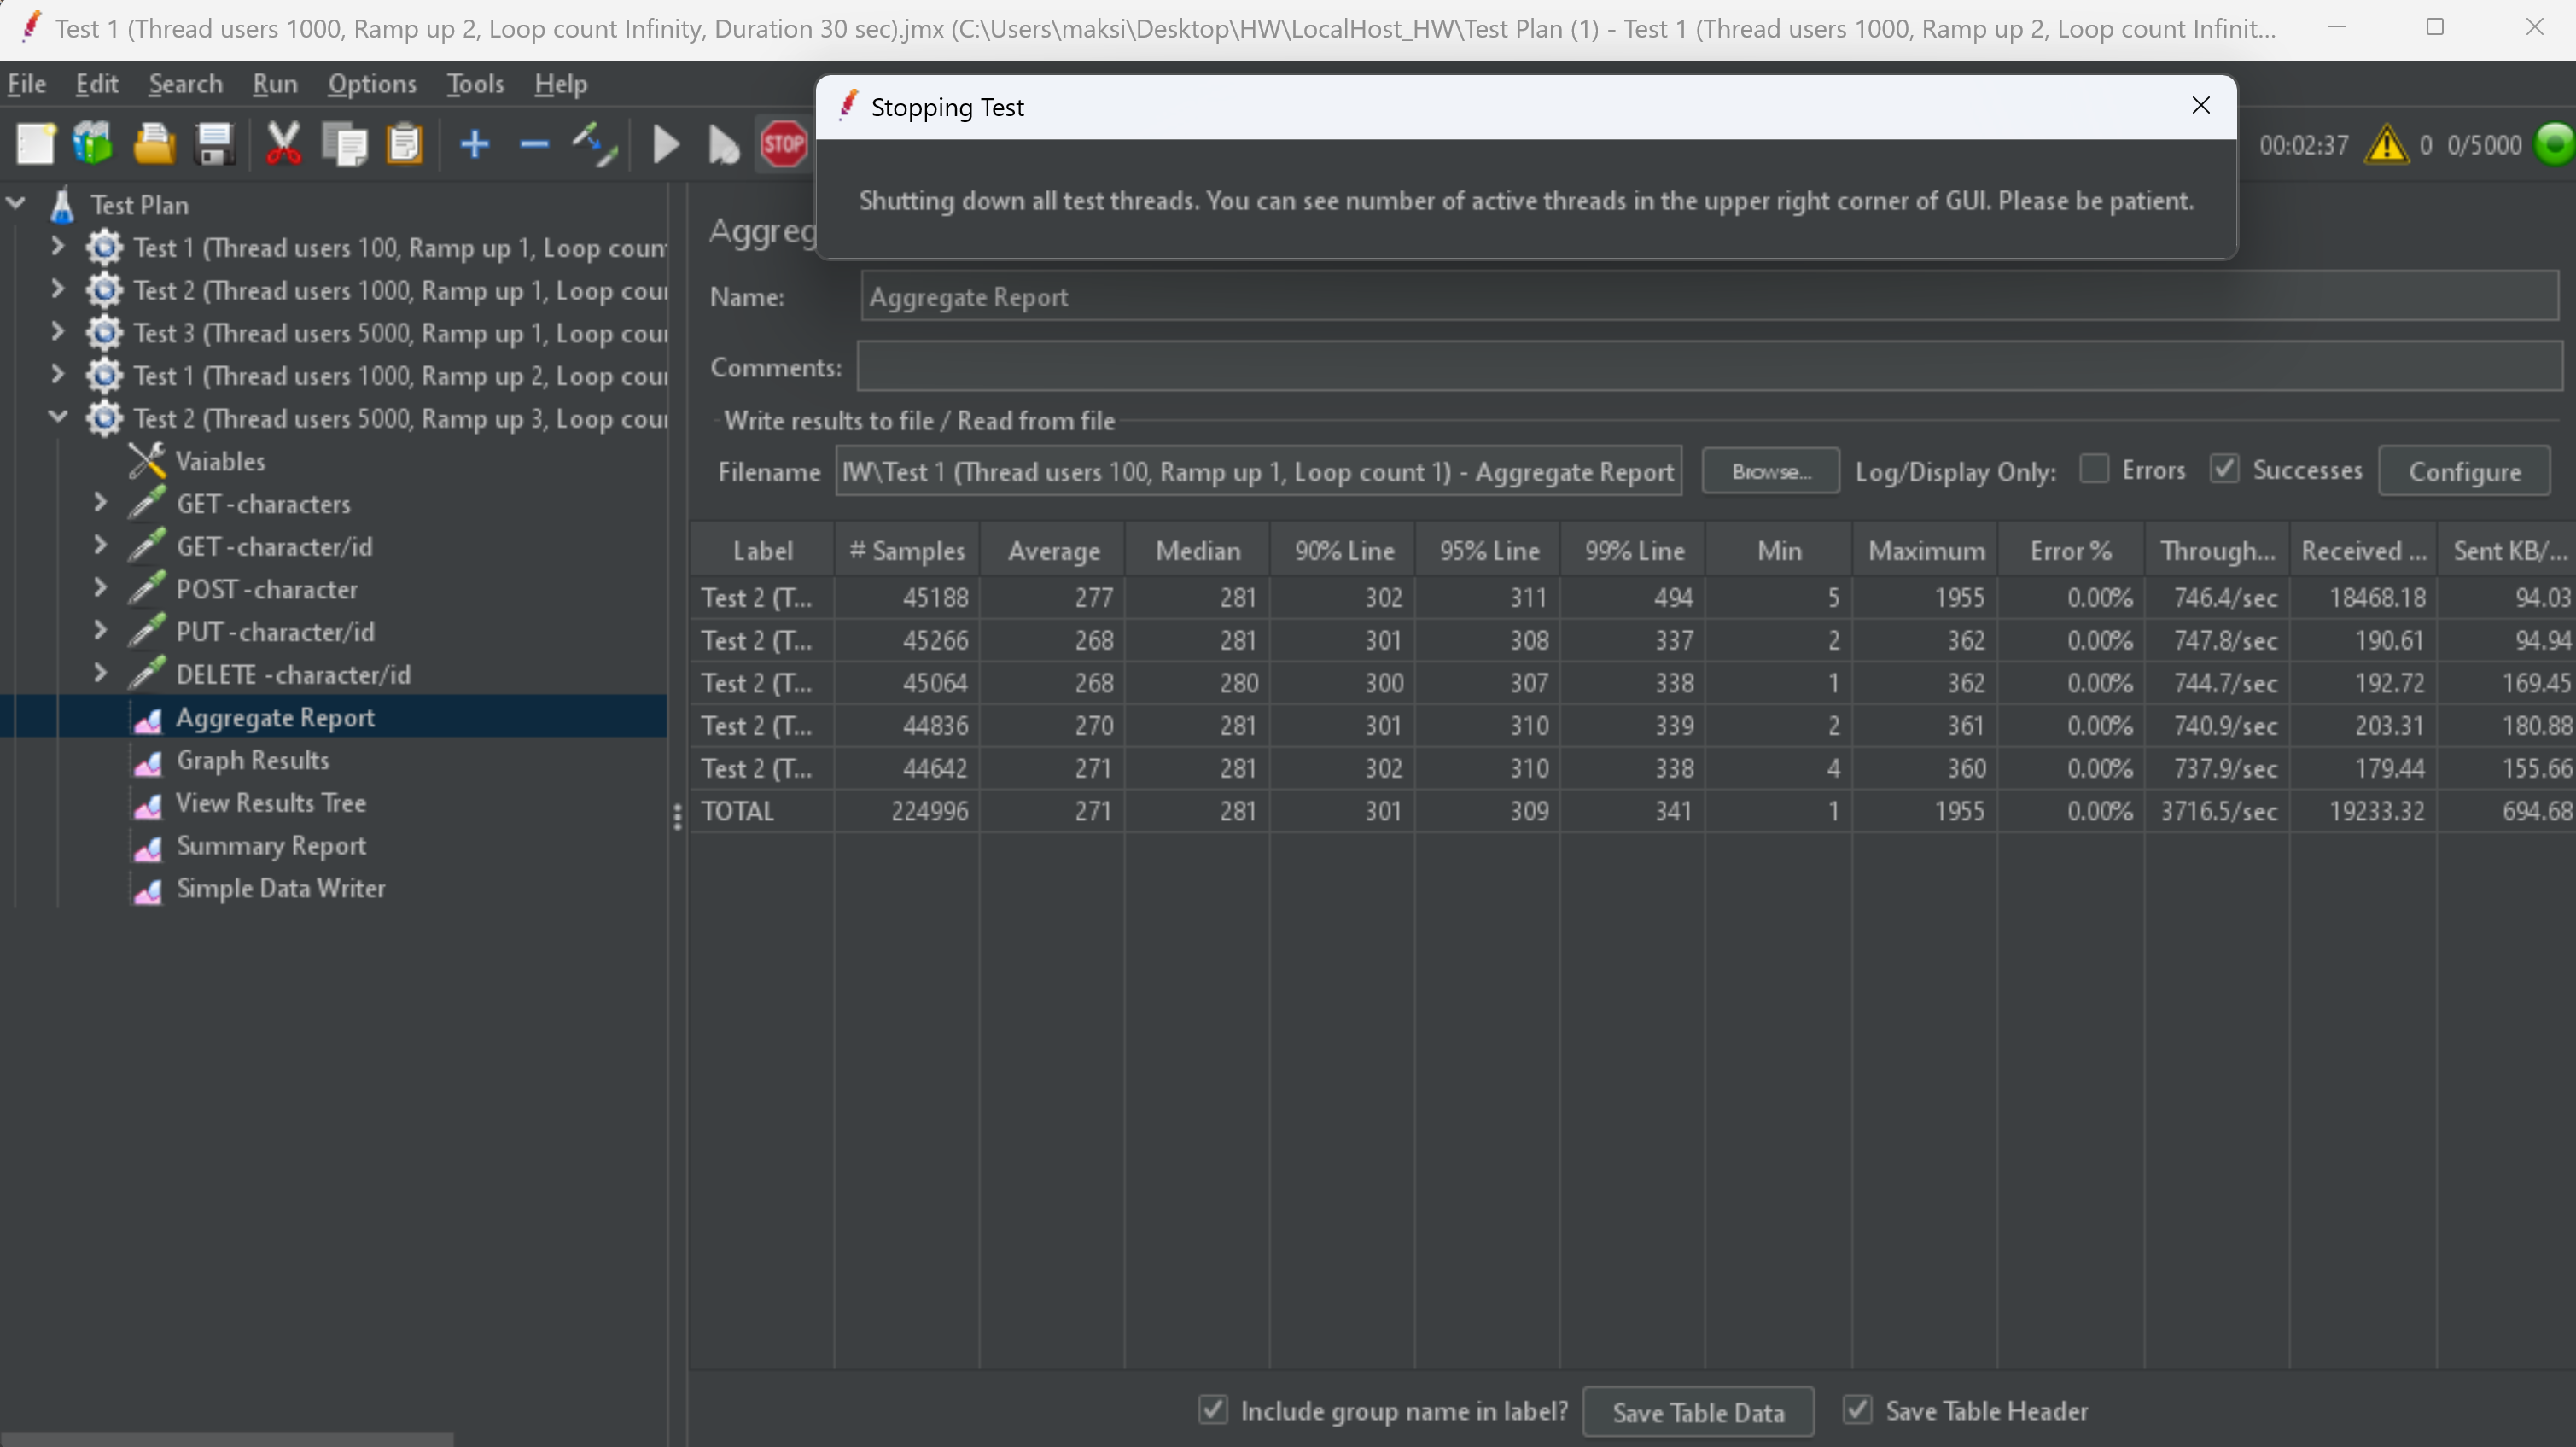 Test 1 (Thread users 1000, Ramp up 2, Loop count Infinity, Duration 30 sec).jmx (C:\Users\maksi\Desktop\HW\LocalHost_HW\Test Plan (1) - Test 1 (Thread users 1000, Ramp up 2, Loop count Infinit...
File Edit Search Run Options Tools Help
Stopping Test
STOP
00:02:37 0 0/5000
Shutting down all test threads. You can see number of active threads in the upper right corner of GUI. Please be patient.
Test Plan
Test 1 (Thread users 100, Ramp up 1, Loop coun
Test 2 (Thread users 1000, Ramp up 1, Loop cou
Test 3 (Thread users 5000, Ramp up 1, Loop cou
Test 1 (Thread users 1000, Ramp up 2, Loop cou
Test 2 (Thread users 5000, Ramp up 3, Loop cou
Vaiables
GET -characters
GET -character/id
POST -character
PUT -character/id
DELETE -character/id
Aggregate Report
Graph Results
View Results Tree
Summary Report
Simple Data Writer
Aggreg
Name: Aggregate Report
Comments:
Write results to file / Read from file
Filename IW\Test 1 (Thread users 100, Ramp up 1, Loop count 1) - Aggregate Report Browse... Log/Display Only: Errors Successes Configure
Label # Samples Average Median 90% Line 95% Line 99% Line Min Maximum Error % Through... Received ... Sent KB/...
Test 2 (T... 45188 277 281 302 311 494 5 1955 0.00% 746.4/sec 18468.18 94.03
Test 2 (T... 45266 268 281 301 308 337 2 362 0.00% 747.8/sec 190.61 94.94
Test 2 (T... 45064 268 280 300 307 338 1 362 0.00% 744.7/sec 192.72 169.45
Test 2 (T... 44836 270 281 301 310 339 2 361 0.00% 740.9/sec 203.31 180.88
Test 2 (T... 44642 271 281 302 310 338 4 360 0.00% 737.9/sec 179.44 155.66
TOTAL 224996 271 281 301 309 341 1 1955 0.00% 3716.5/sec 19233.32 694.68
Include group name in label? Save Table Data Save Table Header